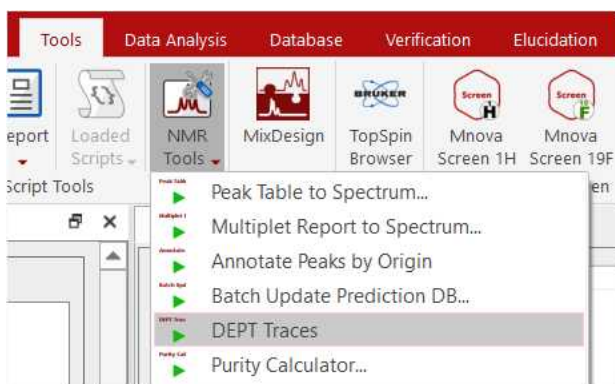 Tools Data Analysis Database Verification Elucidation
eport Loaded NMR MixDesign TopSpin Mnova Mnova
Scripts Tools Browser Screen 1H Screen 19F
BRUKER Screen H Screen F
Script Tools en
Peak Table to Spectrum...
Multiplet Report to Spectrum...
Annotate Peaks by Origin
Batch Update Prediction DB...
DEPT Traces
Purity Calculator...